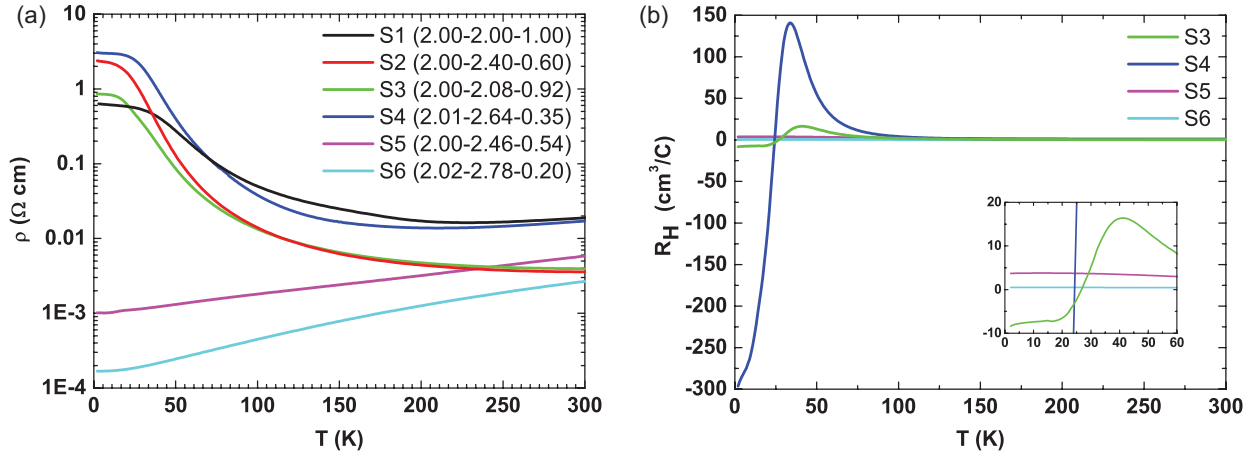 (a)
10
1
0.1
0.01
1E-3
1E-4
ρ (Ω cm)
0 50 100 150 200 250 300
T (K)
S1 (2.00-2.00-1.00)
S2 (2.00-2.40-0.60)
S3 (2.00-2.08-0.92)
S4 (2.01-2.64-0.35)
S5 (2.00-2.46-0.54)
S6 (2.02-2.78-0.20)
(b)
150
100
50
0
-50
-100
-150
-200
-250
-300
R_H (cm³/C)
0 50 100 150 200 250 300
T (K)
S3
S4
S5
S6
20
10
0
-10
0 10 20 30 40 50 60